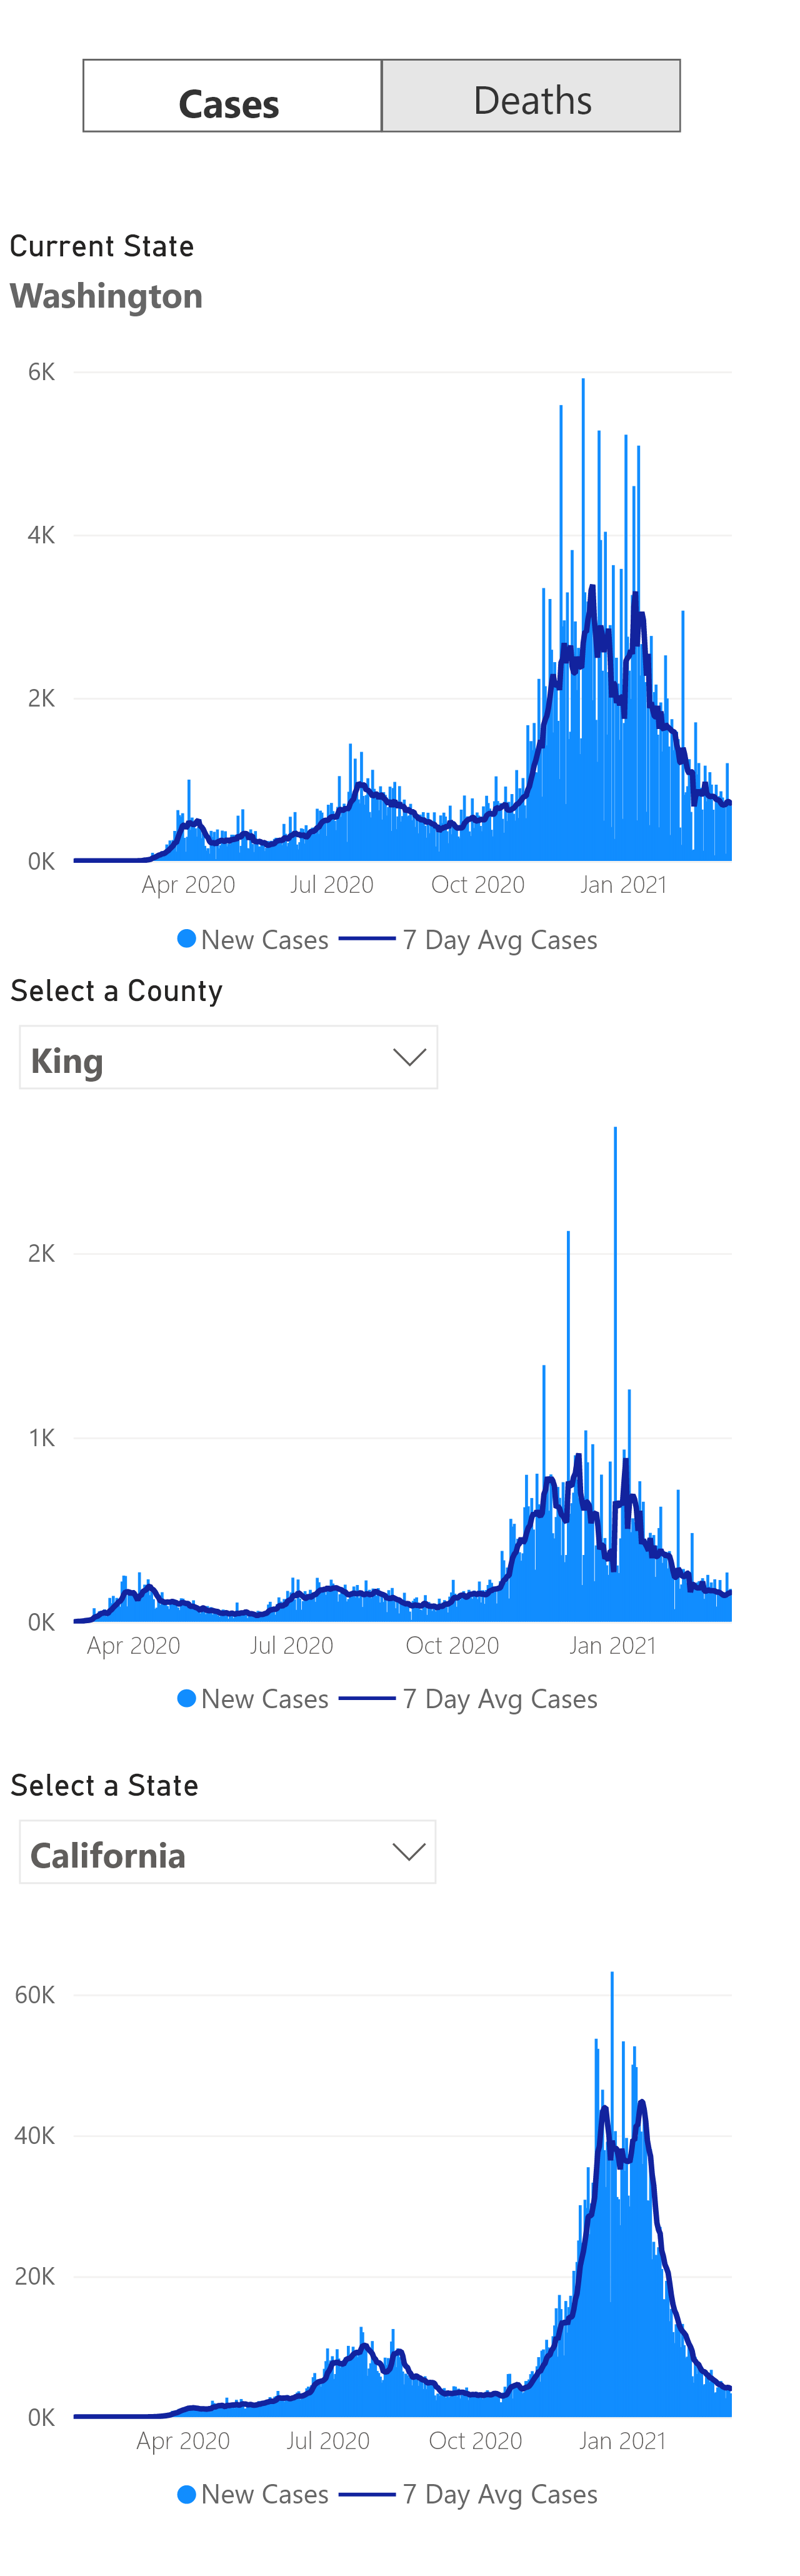 Cases Deaths
Current State
Washington
6K
4K
2K
0K
Apr 2020 Jul 2020 Oct 2020 Jan 2021
New Cases 7 Day Avg Cases
Select a County
King
2K
1K
0K
Apr 2020 Jul 2020 Oct 2020 Jan 2021
New Cases 7 Day Avg Cases
Select a State
California
60K
40K
20K
0K
Apr 2020 Jul 2020 Oct 2020 Jan 2021
New Cases 7 Day Avg Cases